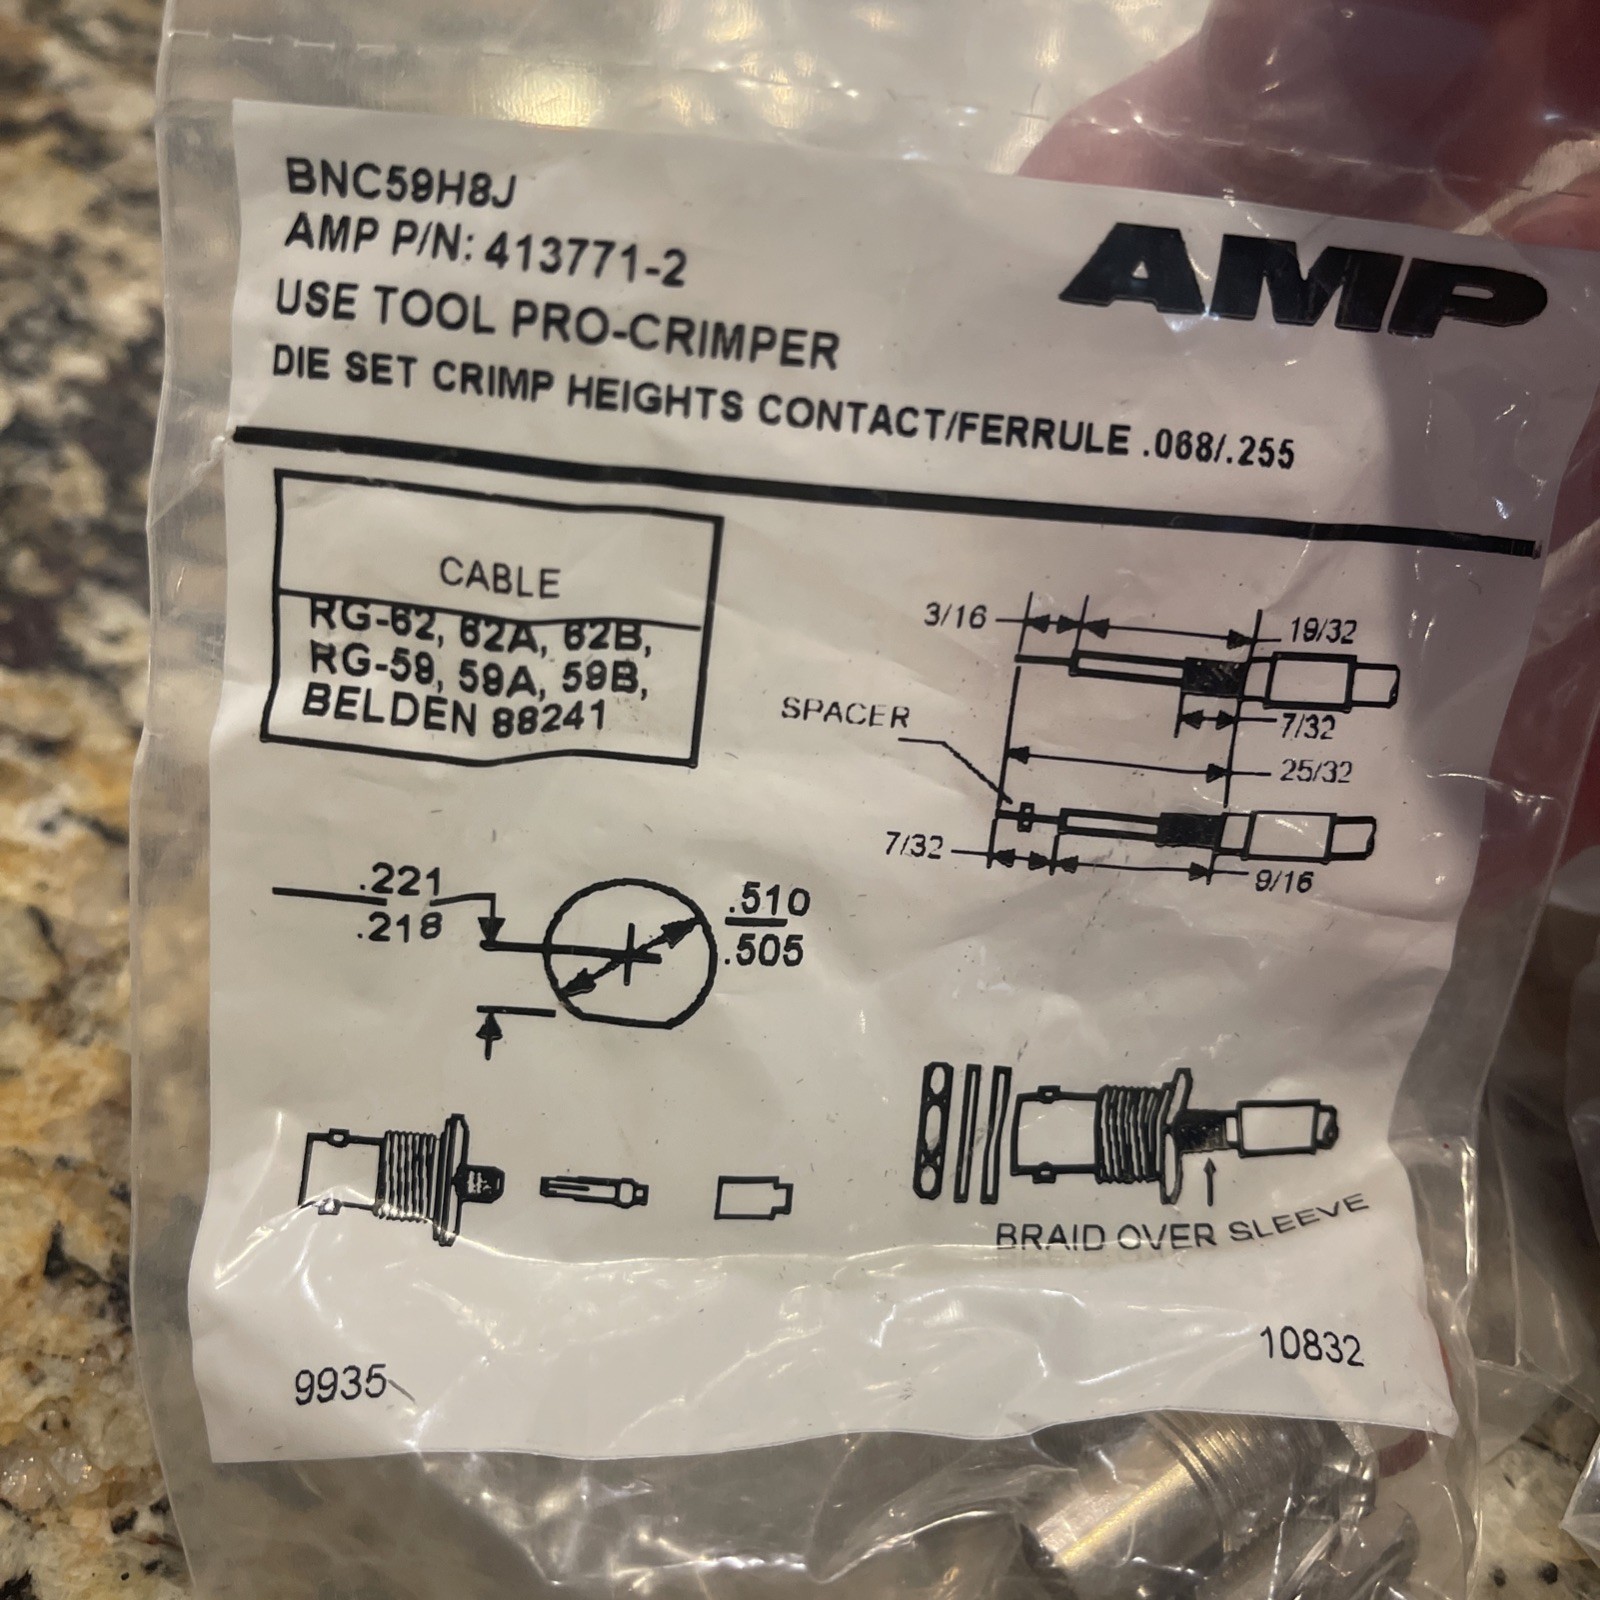 BNC59H8J
AMP P/N: 413771-2
USE TOOL PRO-CRIMPER
DIE SET CRIMP HEIGHTS CONTACT/FERRULE .068/.255
AMP
CABLE
RG-62, 62A, 62B,
RG-59, 59A, 59B,
BELDEN 88241
3/16
19/32
7/32
SPACER
25/32
7/32
9/16
.221
.218
.510
.505
BRAID OVER SLEEVE
9935
10832